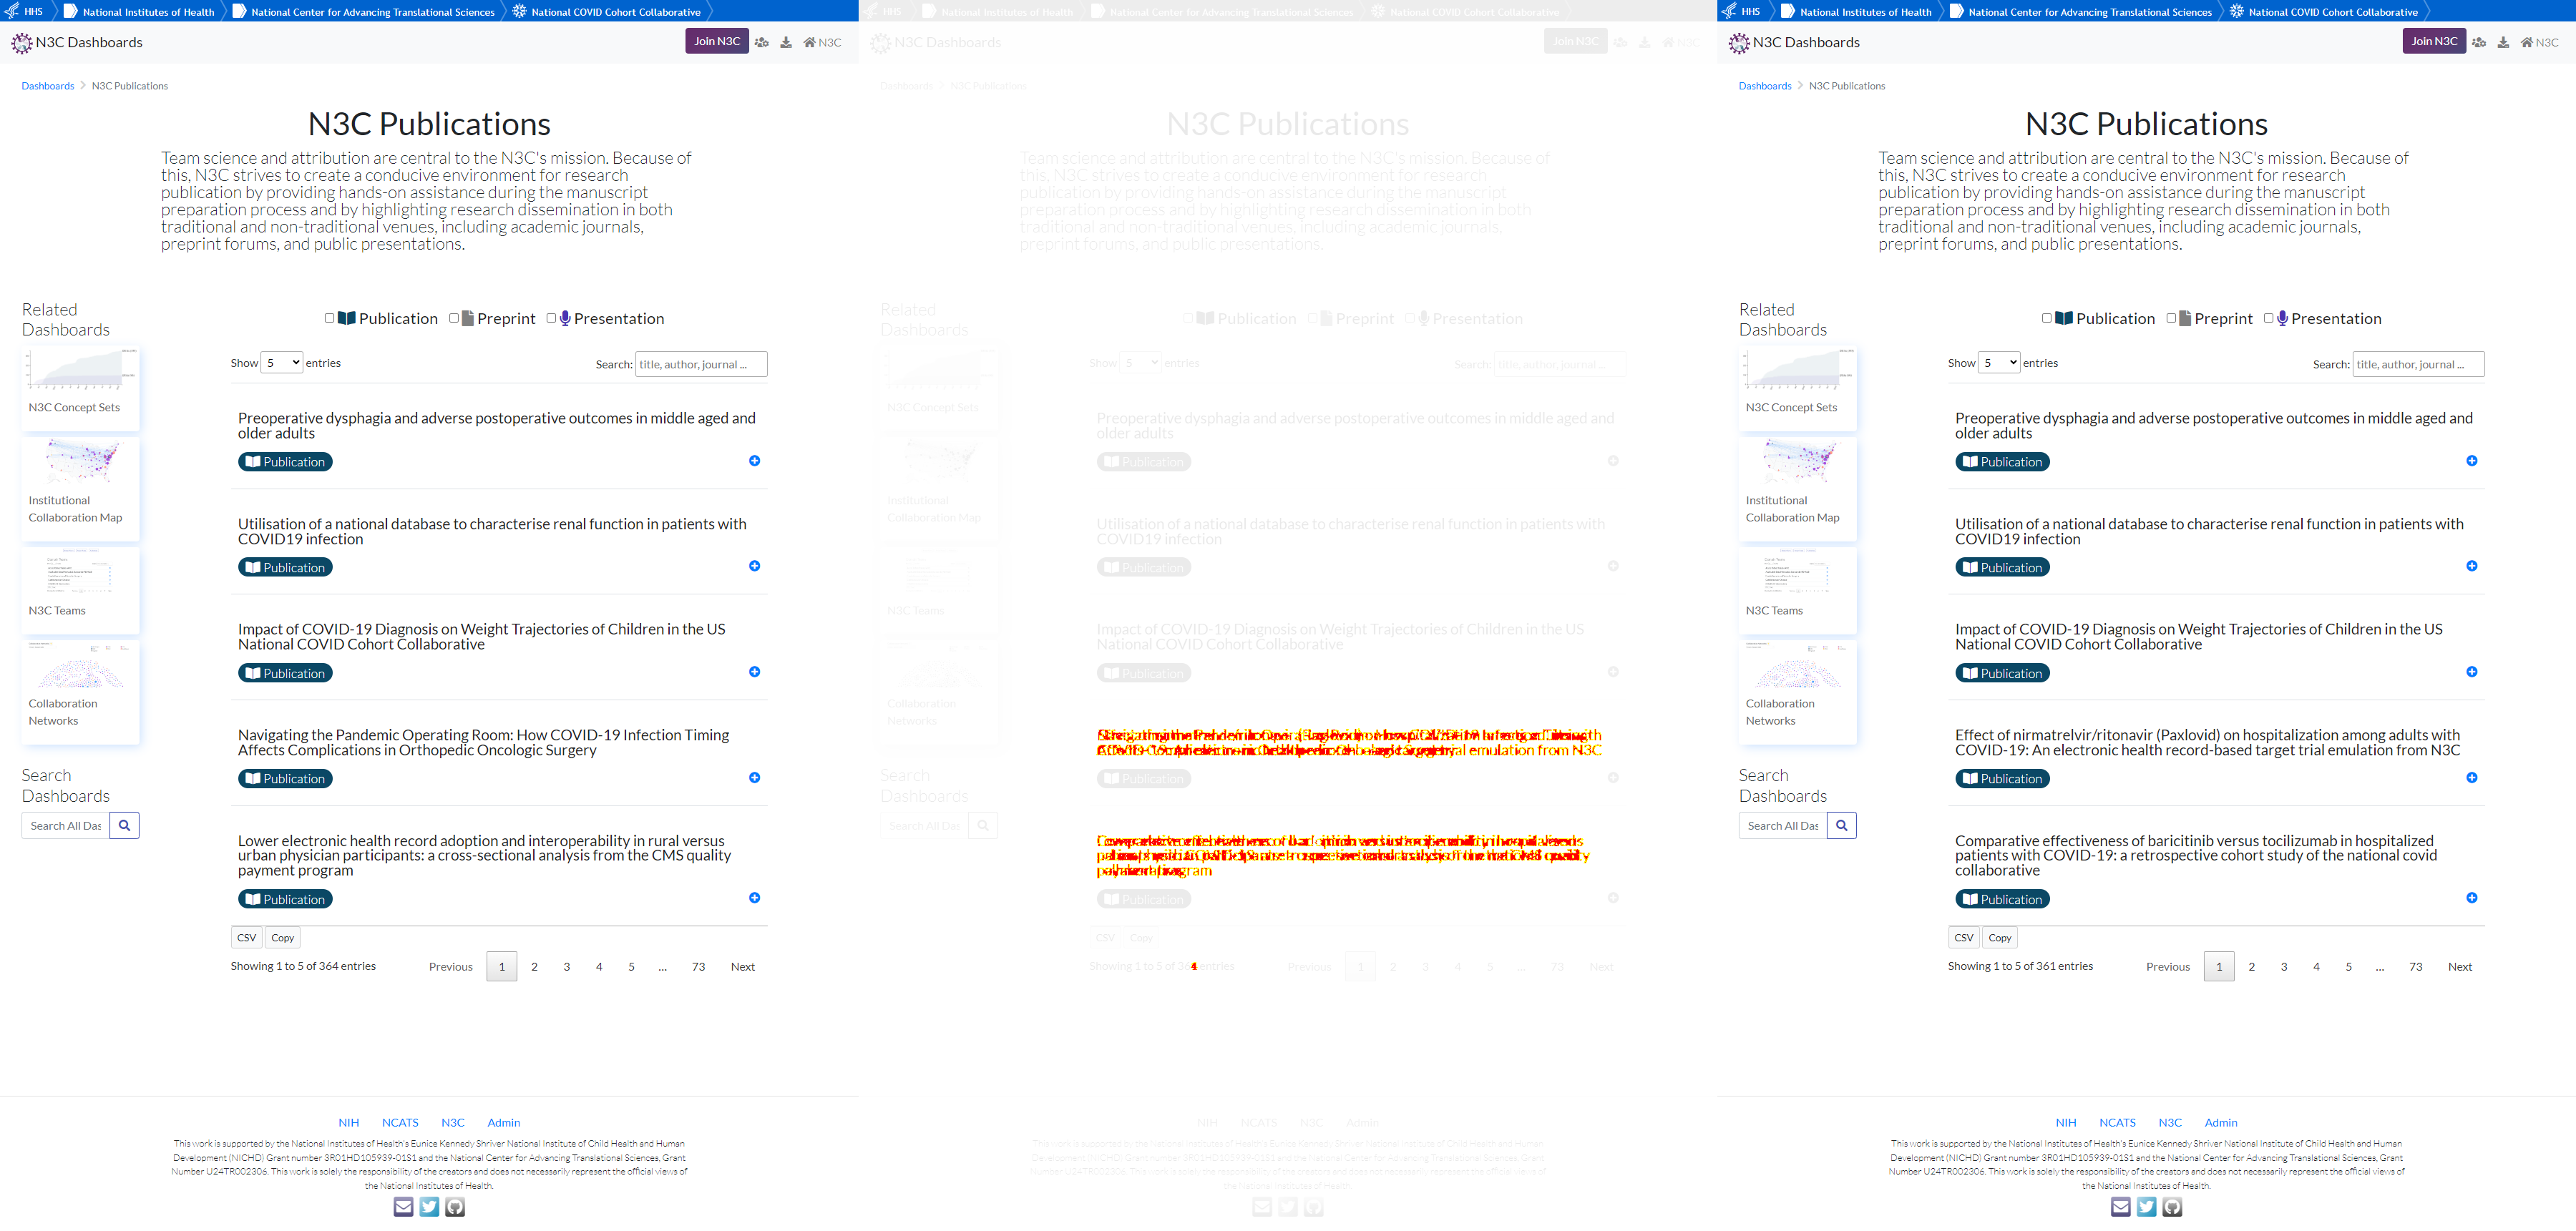 HHS National Institutes of Health National Center for Advancing Translational Sciences National COVID Cohort Collaborative
N3C Dashboards Join N3C N3C
Dashboards N3C Publications
N3C Publications
Team science and attribution are central to the N3C's mission. Because of
this, N3C strives to create a conducive environment for research
publication by providing hands-on assistance during the manuscript
preparation process and by highlighting research dissemination in both
traditional and non-traditional venues, including academic journals,
preprint forums, and public presentations.
Related
Dashboards
N3C Concept Sets
Institutional
Collaboration Map
N3C Teams
Collaboration
Networks
Search
Dashboards
Search All Das
Publication Preprint Presentation
Show 5 entries Search: title, author, journal ...
Preoperative dysphagia and adverse postoperative outcomes in middle aged and
older adults
Publication
Utilisation of a national database to characterise renal function in patients with
COVID19 infection
Publication
Impact of COVID-19 Diagnosis on Weight Trajectories of Children in the US
National COVID Cohort Collaborative
Publication
Navigating the Pandemic Operating Room: How COVID-19 Infection Timing
Affects Complications in Orthopedic Oncologic Surgery
Publication
Lower electronic health record adoption and interoperability in rural versus
urban physician participants: a cross-sectional analysis from the CMS quality
payment program
Publication
CSV Copy
Showing 1 to 5 of 364 entries Previous 1 2 3 4 5 ... 73 Next
NIH NCATS N3C Admin
This work is supported by the National Institutes of Health's Eunice Kennedy Shriver National Institute of Child Health and Human
Development (NICHD) Grant number 3R01HD105939-01S1 and the National Center for Advancing Translational Sciences, Grant
Number U24TR002306. This work is solely the responsibility of the creators and does not necessarily represent the official views of
the National Institutes of Health.
HHS National Institutes of Health National Center for Advancing Translational Sciences National COVID Cohort Collaborative
N3C Dashboards Join N3C N3C
Dashboards N3C Publications
N3C Publications
Team science and attribution are central to the N3C's mission. Because of
this, N3C strives to create a conducive environment for research
publication by providing hands-on assistance during the manuscript
preparation process and by highlighting research dissemination in both
traditional and non-traditional venues, including academic journals,
preprint forums, and public presentations.
Related
Dashboards
N3C Concept Sets
Institutional
Collaboration Map
N3C Teams
Collaboration
Networks
Search
Dashboards
Search All Das
Publication Preprint Presentation
Show 5 entries Search: title, author, journal ...
Preoperative dysphagia and adverse postoperative outcomes in middle aged and
older adults
Publication
Utilisation of a national database to characterise renal function in patients with
COVID19 infection
Publication
Impact of COVID-19 Diagnosis on Weight Trajectories of Children in the US
National COVID Cohort Collaborative
Publication
Publication
Publication
CSV Copy
Showing 1 to 5 of entries Previous 1 2 3 4 5 ... 73 Next
NIH NCATS N3C Admin
This work is supported by the National Institutes of Health's Eunice Kennedy Shriver National Institute of Child Health and Human
Development (NICHD) Grant number 3R01HD105939-01S1 and the National Center for Advancing Translational Sciences, Grant
Number U24TR002306. This work is solely the responsibility of the creators and does not necessarily represent the official views of
the National Institutes of Health.
HHS National Institutes of Health National Center for Advancing Translational Sciences National COVID Cohort Collaborative
N3C Dashboards Join N3C N3C
Dashboards N3C Publications
N3C Publications
Team science and attribution are central to the N3C's mission. Because of
this, N3C strives to create a conducive environment for research
publication by providing hands-on assistance during the manuscript
preparation process and by highlighting research dissemination in both
traditional and non-traditional venues, including academic journals,
preprint forums, and public presentations.
Related
Dashboards
N3C Concept Sets
Institutional
Collaboration Map
N3C Teams
Collaboration
Networks
Search
Dashboards
Search All Das
Publication Preprint Presentation
Show 5 entries Search: title, author, journal ...
Preoperative dysphagia and adverse postoperative outcomes in middle aged and
older adults
Publication
Utilisation of a national database to characterise renal function in patients with
COVID19 infection
Publication
Impact of COVID-19 Diagnosis on Weight Trajectories of Children in the US
National COVID Cohort Collaborative
Publication
Effect of nirmatrelvir/ritonavir (Paxlovid) on hospitalization among adults with
COVID-19: An electronic health record-based target trial emulation from N3C
Publication
Comparative effectiveness of baricitinib versus tocilizumab in hospitalized
patients with COVID-19: a retrospective cohort study of the national covid
collaborative
Publication
CSV Copy
Showing 1 to 5 of 361 entries Previous 1 2 3 4 5 ... 73 Next
NIH NCATS N3C Admin
This work is supported by the National Institutes of Health's Eunice Kennedy Shriver National Institute of Child Health and Human
Development (NICHD) Grant number 3R01HD105939-01S1 and the National Center for Advancing Translational Sciences, Grant
Number U24TR002306. This work is solely the responsibility of the creators and does not necessarily represent the official views of
the National Institutes of Health.